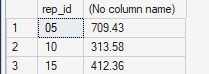 rep_id (No column name)
1 05 709.43
2 10 313.58
3 15 412.36